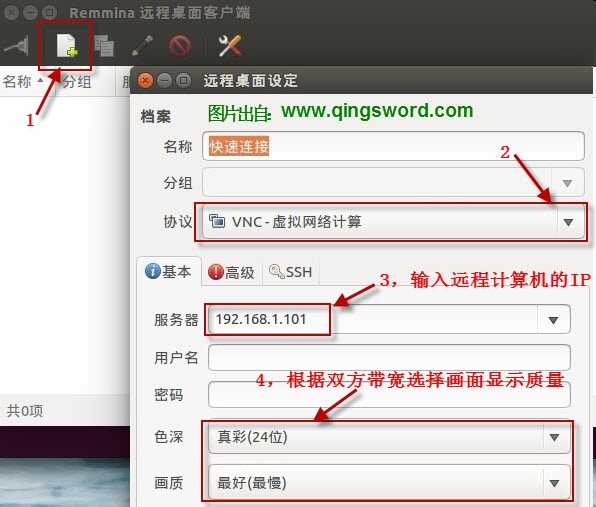 Remmina 远程桌面客户端
名称 分组
1
远程桌面设定
图片出自：www.qingsword.com
档案
名称 快速连接
2
分组
协议 VNC - 虚拟网络计算
基本 高级 SSH
3，输入远程计算机的IP
服务器 192.168.1.101
用户名
密码
4，根据双方带宽选择画面显示质量
共0项
色深 真彩(24位)
画质 最好(最慢)